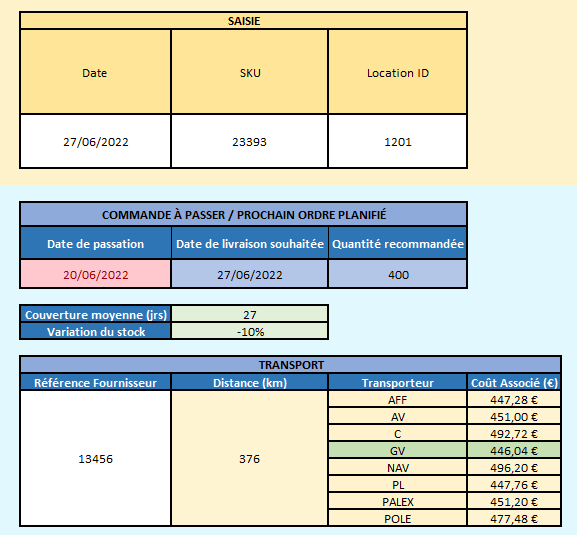 SAISIE
Date SKU Location ID
27/06/2022 23393 1201
COMMANDE À PASSER / PROCHAIN ORDRE PLANIFIÉ
Date de passation Date de livraison souhaitée Quantité recommandée
20/06/2022 27/06/2022 400
Couverture moyenne (jrs) 27
Variation du stock -10%
TRANSPORT
Référence Fournisseur Distance (km) Transporteur Coût Associé (€)
AFF 447,28 €
AV 451,00 €
C 492,72 €
GV 446,04 €
13456 376 NAV 496,20 €
PL 447,76 €
PALEX 451,20 €
POLE 477,48 €